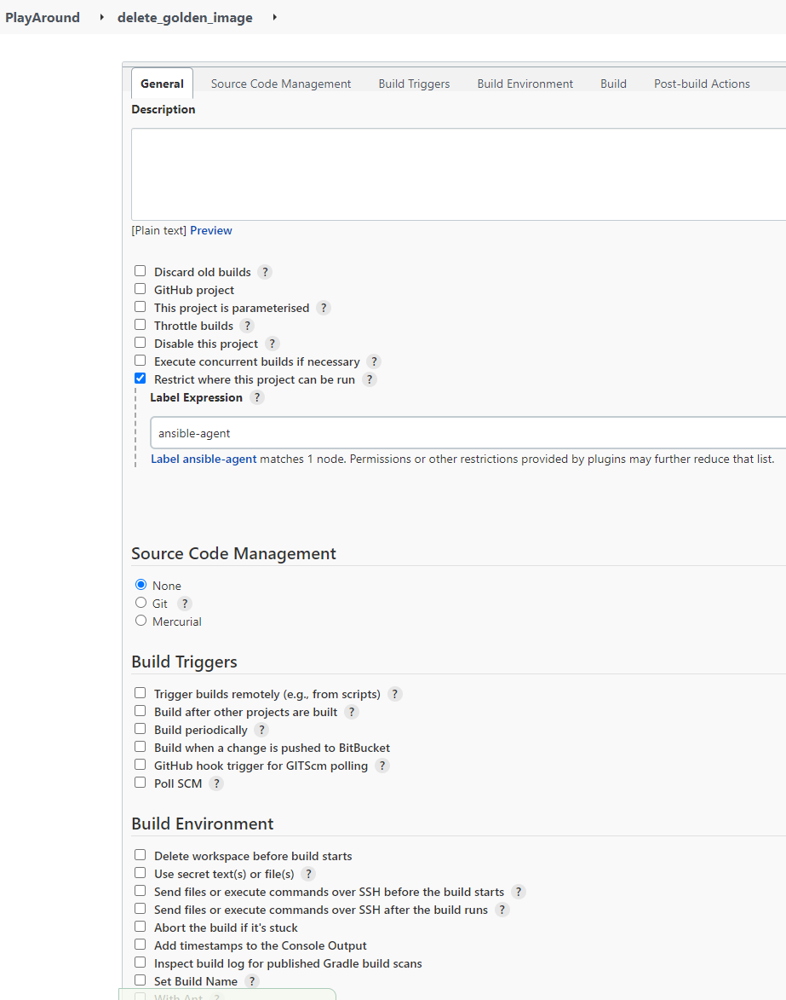 PlayAround delete_golden_image
General Source Code Management Build Triggers Build Environment Build Post-build Actions
Description
[Plain text] Preview
Discard old builds ?
GitHub project
This project is parameterised ?
Throttle builds ?
Disable this project ?
Execute concurrent builds if necessary ?
Restrict where this project can be run ?
Label Expression ?
ansible-agent
Label ansible-agent matches 1 node. Permissions or other restrictions provided by plugins may further reduce that list.
Source Code Management
None
Git ?
Mercurial
Build Triggers
Trigger builds remotely (e.g., from scripts) ?
Build after other projects are built ?
Build periodically ?
Build when a change is pushed to BitBucket
GitHub hook trigger for GITScm polling ?
Poll SCM ?
Build Environment
Delete workspace before build starts
Use secret text(s) or file(s) ?
Send files or execute commands over SSH before the build starts ?
Send files or execute commands over SSH after the build runs ?
Abort the build if it's stuck
Add timestamps to the Console Output
Inspect build log for published Gradle build scans
Set Build Name ?
With Ant ?